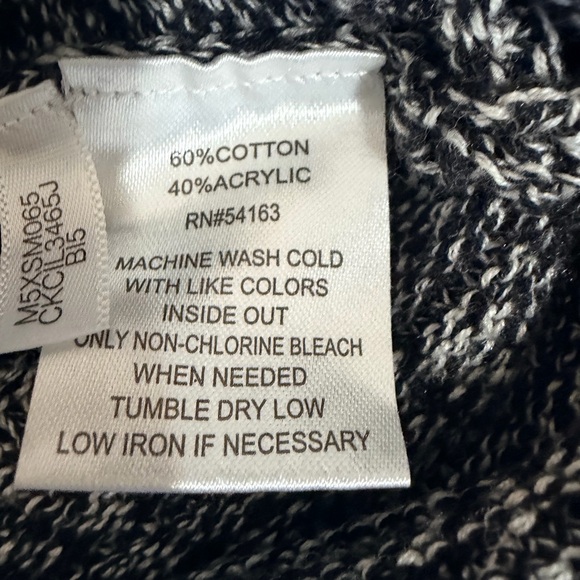 60%COTTON
40%ACRYLIC
RN#54163
MACHINE WASH COLD
WITH LIKE COLORS
INSIDE OUT
ONLY NON-CHLORINE BLEACH
WHEN NEEDED
TUMBLE DRY LOW
LOW IRON IF NECESSARY
M5XSM065
CKCIL3465J
BI5